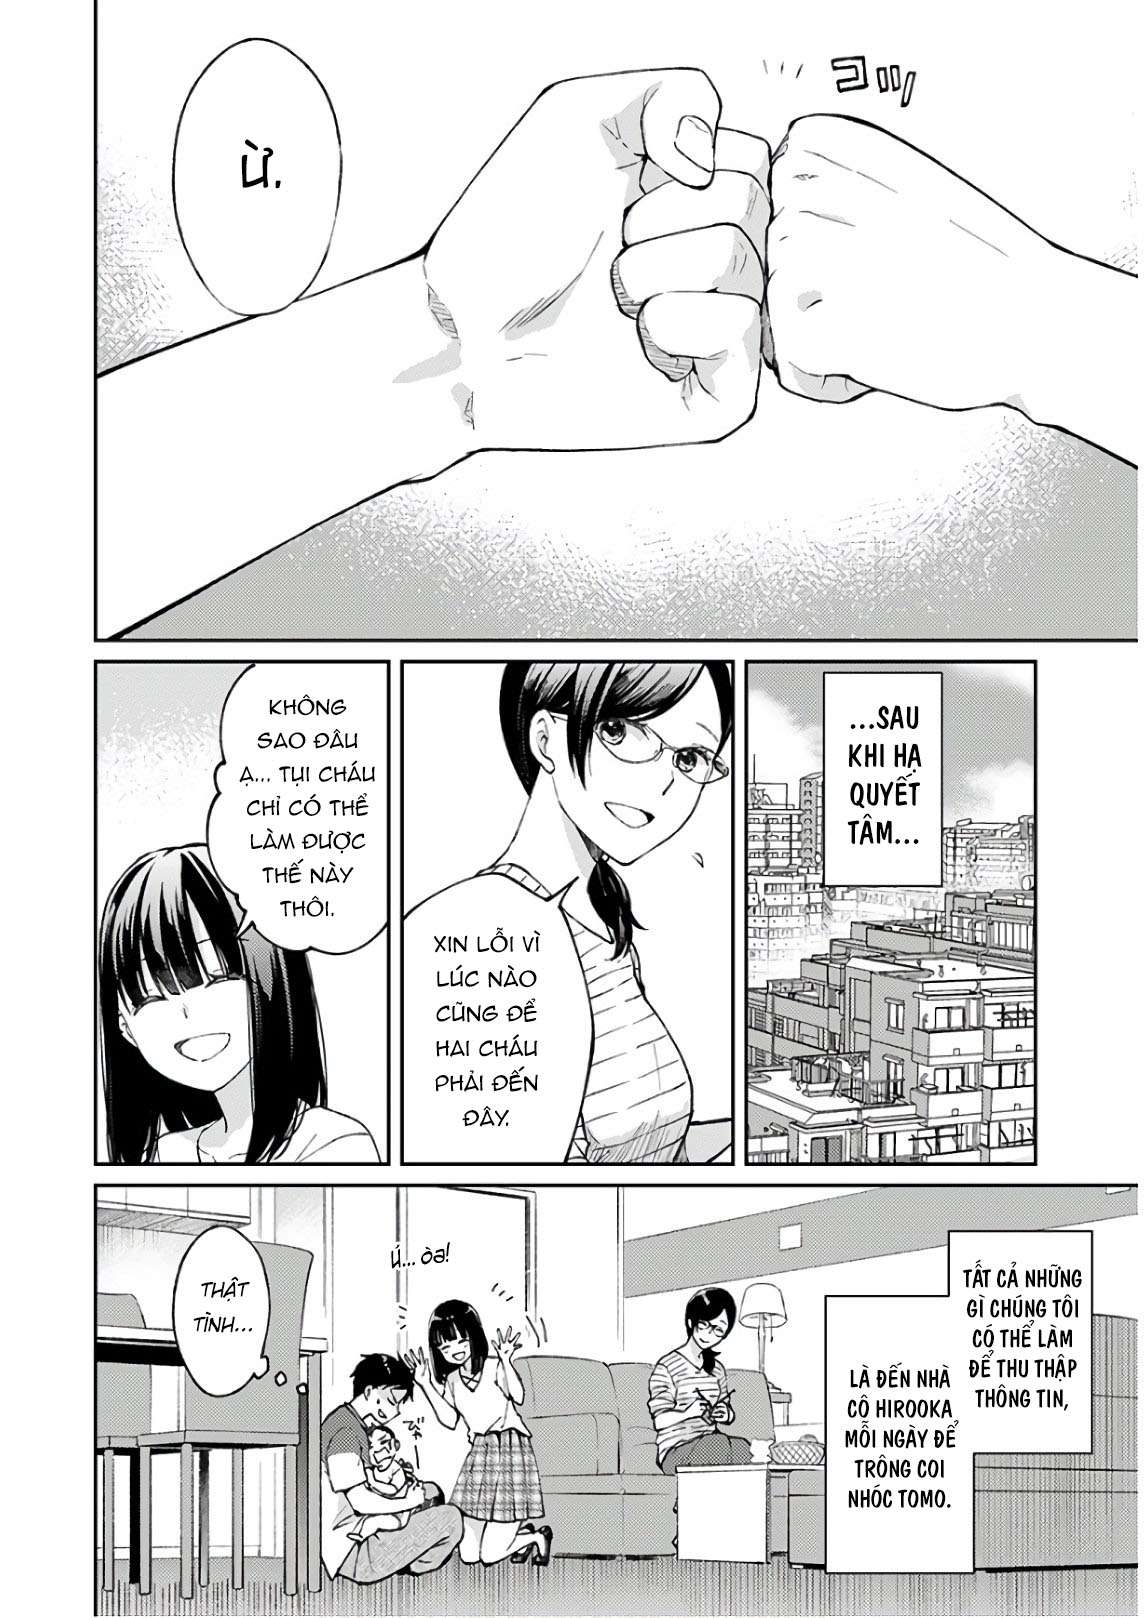 コツツ
Ừ.
...SAU
KHI HẠ
QUYẾT
TÂM...
XIN LỖI VÌ
LÚC NÀO
CŨNG ĐỂ
HAI CHÁU
PHẢI ĐẾN
ĐÂY.
KHÔNG
SAO ĐÂU
Ạ... TỤI CHÁU
CHỈ CÓ THỂ
LÀM ĐƯỢC
THẾ NÀY
THÔI.
TẤT CẢ NHỮNG
GÌ CHÚNG TÔI
CÓ THỂ LÀM
ĐỂ THU THẬP
THÔNG TIN,
LÀ ĐẾN NHÀ
CÔ HIROOKA
MỖI NGÀY ĐỂ
TRÔNG COI
NHÓC TOMO.
Ú... òa!
THẬT
TÌNH...